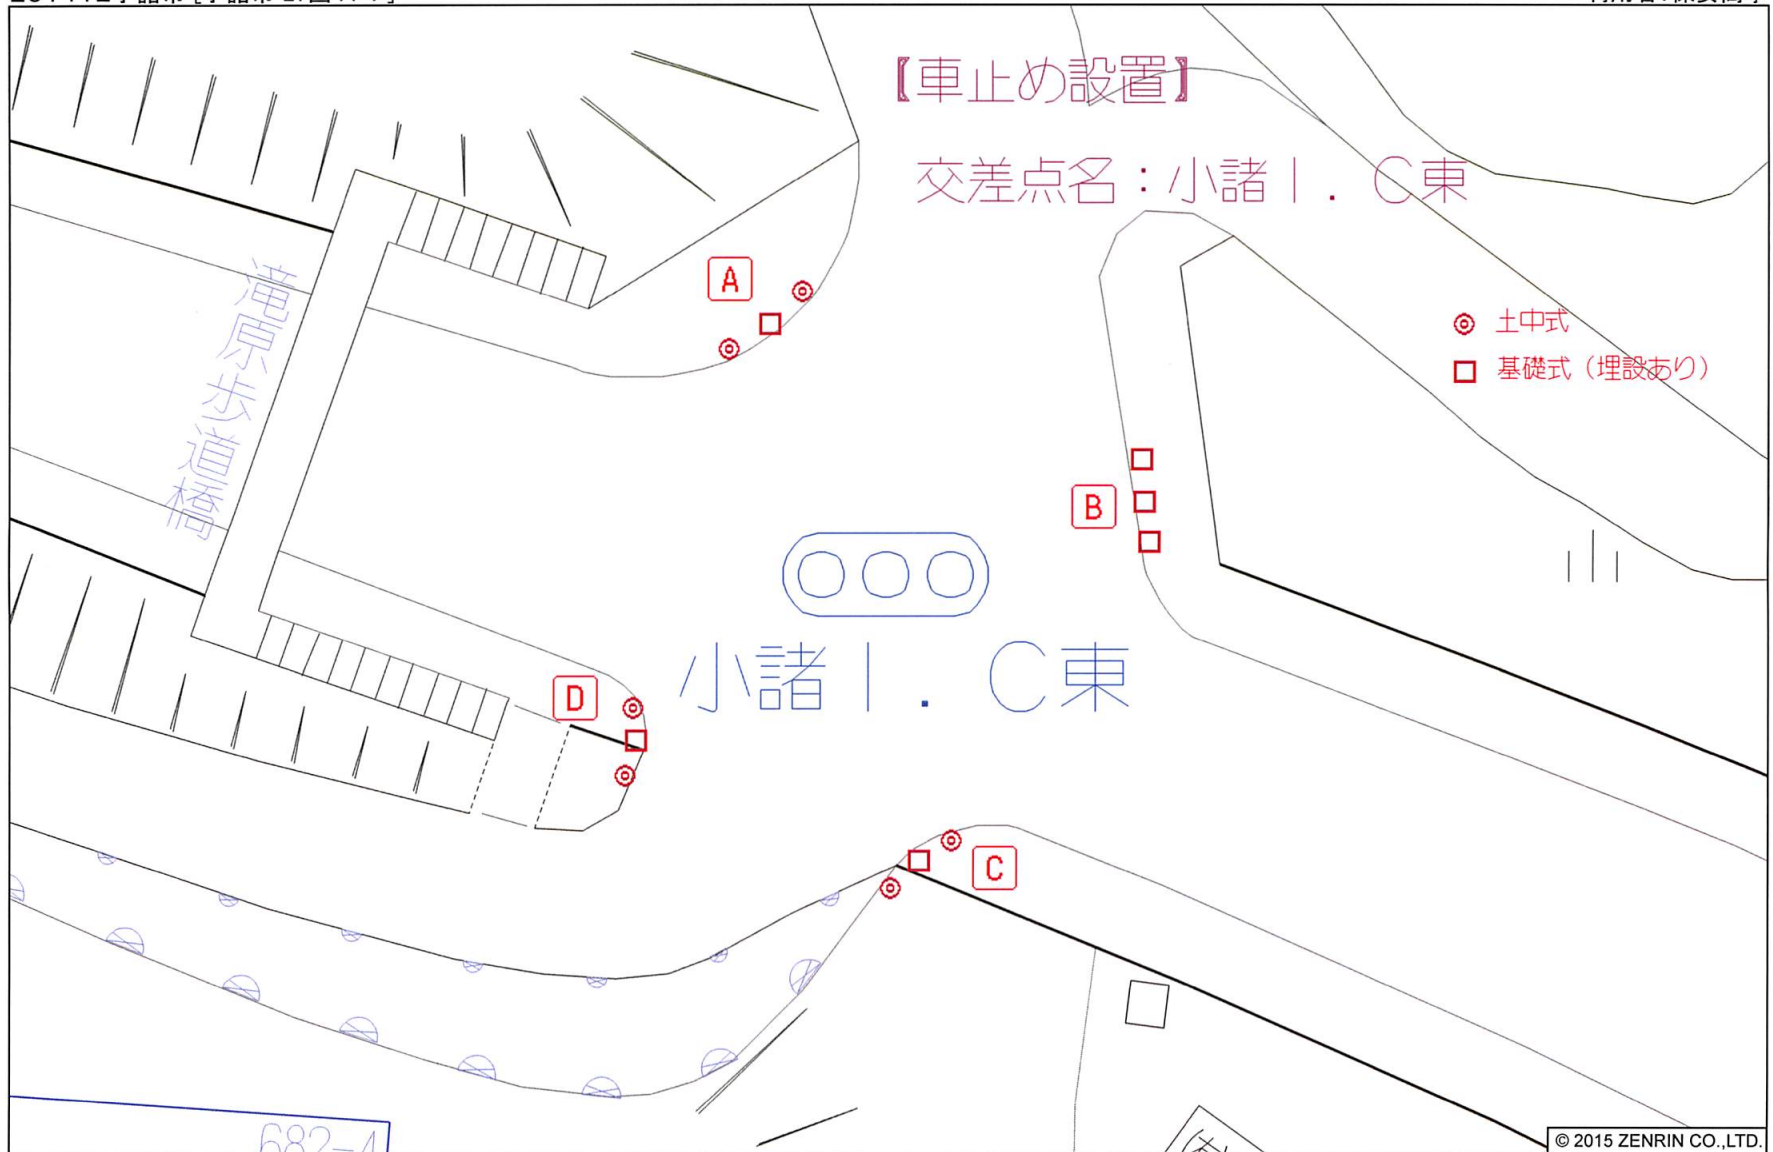 【車止め設置】
交差点名：小諸Ｉ．Ｃ東
A
滝原歩道橋
土中式
基礎式（埋設あり）
B
小諸Ｉ．Ｃ東
D
C
682-4
© 2015 ZENRIN CO.,LTD.